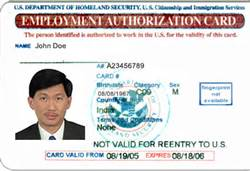 U.S. DEPARTMENT OF HOMELAND SECURITY, U.S. Citizenship and Immigration Services
EMPLOYMENT AUTHORIZATION CARD
The person identified is authorized to work in the U.S. for the validity of this card.
John Doe
A# A23456789
CARD #
Birthdate Category Sex
08/08/1967 C09 M
Country of Birth
India
Terms and Conditions
None
fingerprint
not
available
NOT VALID FOR REENTRY TO U.S.
CARD VALID FROM 08/19/05 EXPIRES 08/18/06